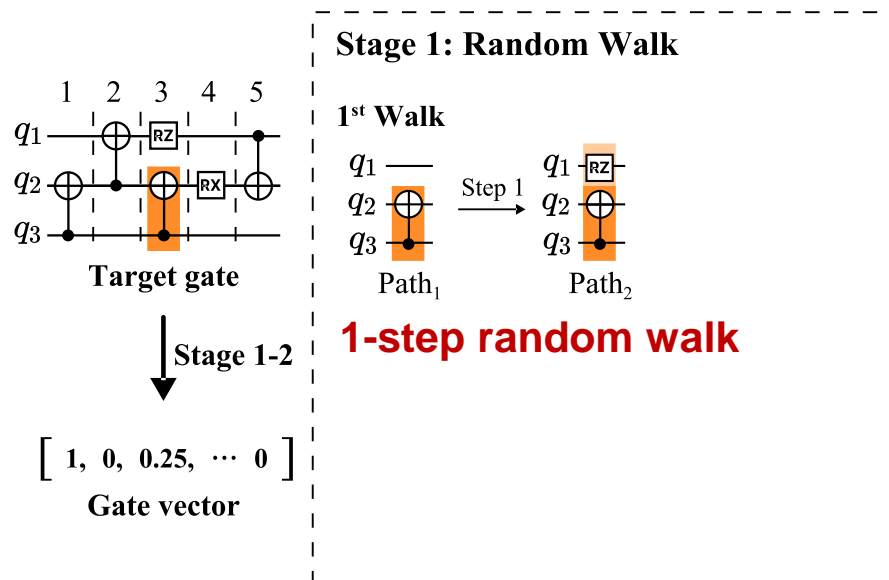 Stage 1: Random Walk
1 2 3 4 5
q1 RZ
q2 RX
q3
Target gate
Stage 1-2
[ 1, 0, 0.25, ⋯ 0 ]
Gate vector
1st Walk
q1
q2
q3
Path1
Step 1
q1 RZ
q2
q3
Path2
1-step random walk